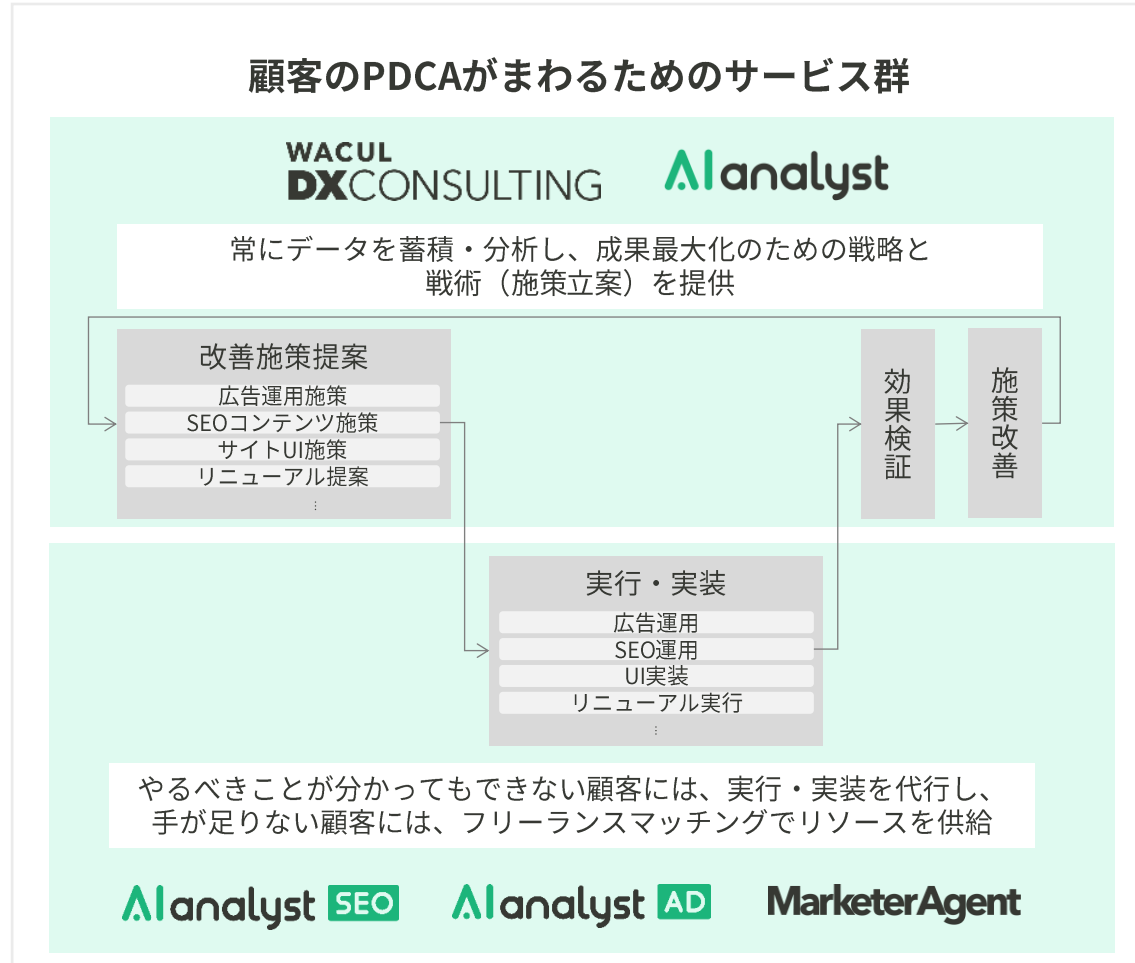 顧客のPDCAがまわるためのサービス群
WACUL
DXCONSULTING
AI analyst
常にデータを蓄積・分析し、成果最大化のための戦略と
戦術（施策立案）を提供
改善施策提案
広告運用施策
SEOコンテンツ施策
サイトUI施策
リニューアル提案
…
効果検証
施策改善
実行・実装
広告運用
SEO運用
UI実装
リニューアル実行
…
やるべきことが分かってもできない顧客には、実行・実装を代行し、
手が足りない顧客には、フリーランスマッチングでリソースを供給
AI analyst SEO
AI analyst AD
MarketerAgent